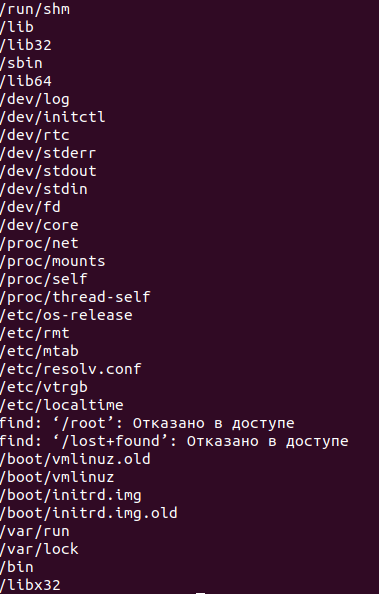 /run/shm
/lib
/lib32
/sbin
/lib64
/dev/log
/dev/initctl
/dev/rtc
/dev/stderr
/dev/stdout
/dev/stdin
/dev/fd
/dev/core
/proc/net
/proc/mounts
/proc/self
/proc/thread-self
/etc/os-release
/etc/rmt
/etc/mtab
/etc/resolv.conf
/etc/vtrgb
/etc/localtime
find: ‘/root’: Отказано в доступе
find: ‘/lost+found’: Отказано в доступе
/boot/vmlinuz.old
/boot/vmlinuz
/boot/initrd.img
/boot/initrd.img.old
/var/run
/var/lock
/bin
/libx32